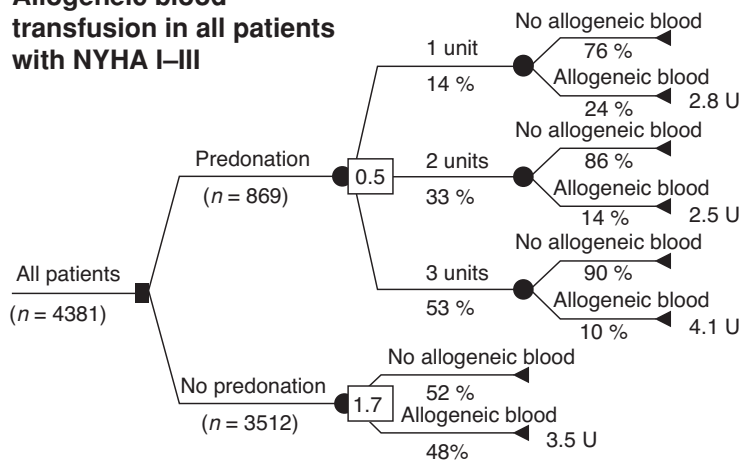 Allogeneic blood
transfusion in all patients
with NYHA I–III
All patients
(n = 4381)
Predonation
(n = 869)
0.5
1 unit
14 %
No allogeneic blood
76 %
Allogeneic blood
24 %
2.8 U
2 units
33 %
No allogeneic blood
86 %
Allogeneic blood
14 %
2.5 U
3 units
53 %
No allogeneic blood
90 %
Allogeneic blood
10 %
4.1 U
No predonation
(n = 3512)
1.7
No allogeneic blood
52 %
Allogeneic blood
48%
3.5 U